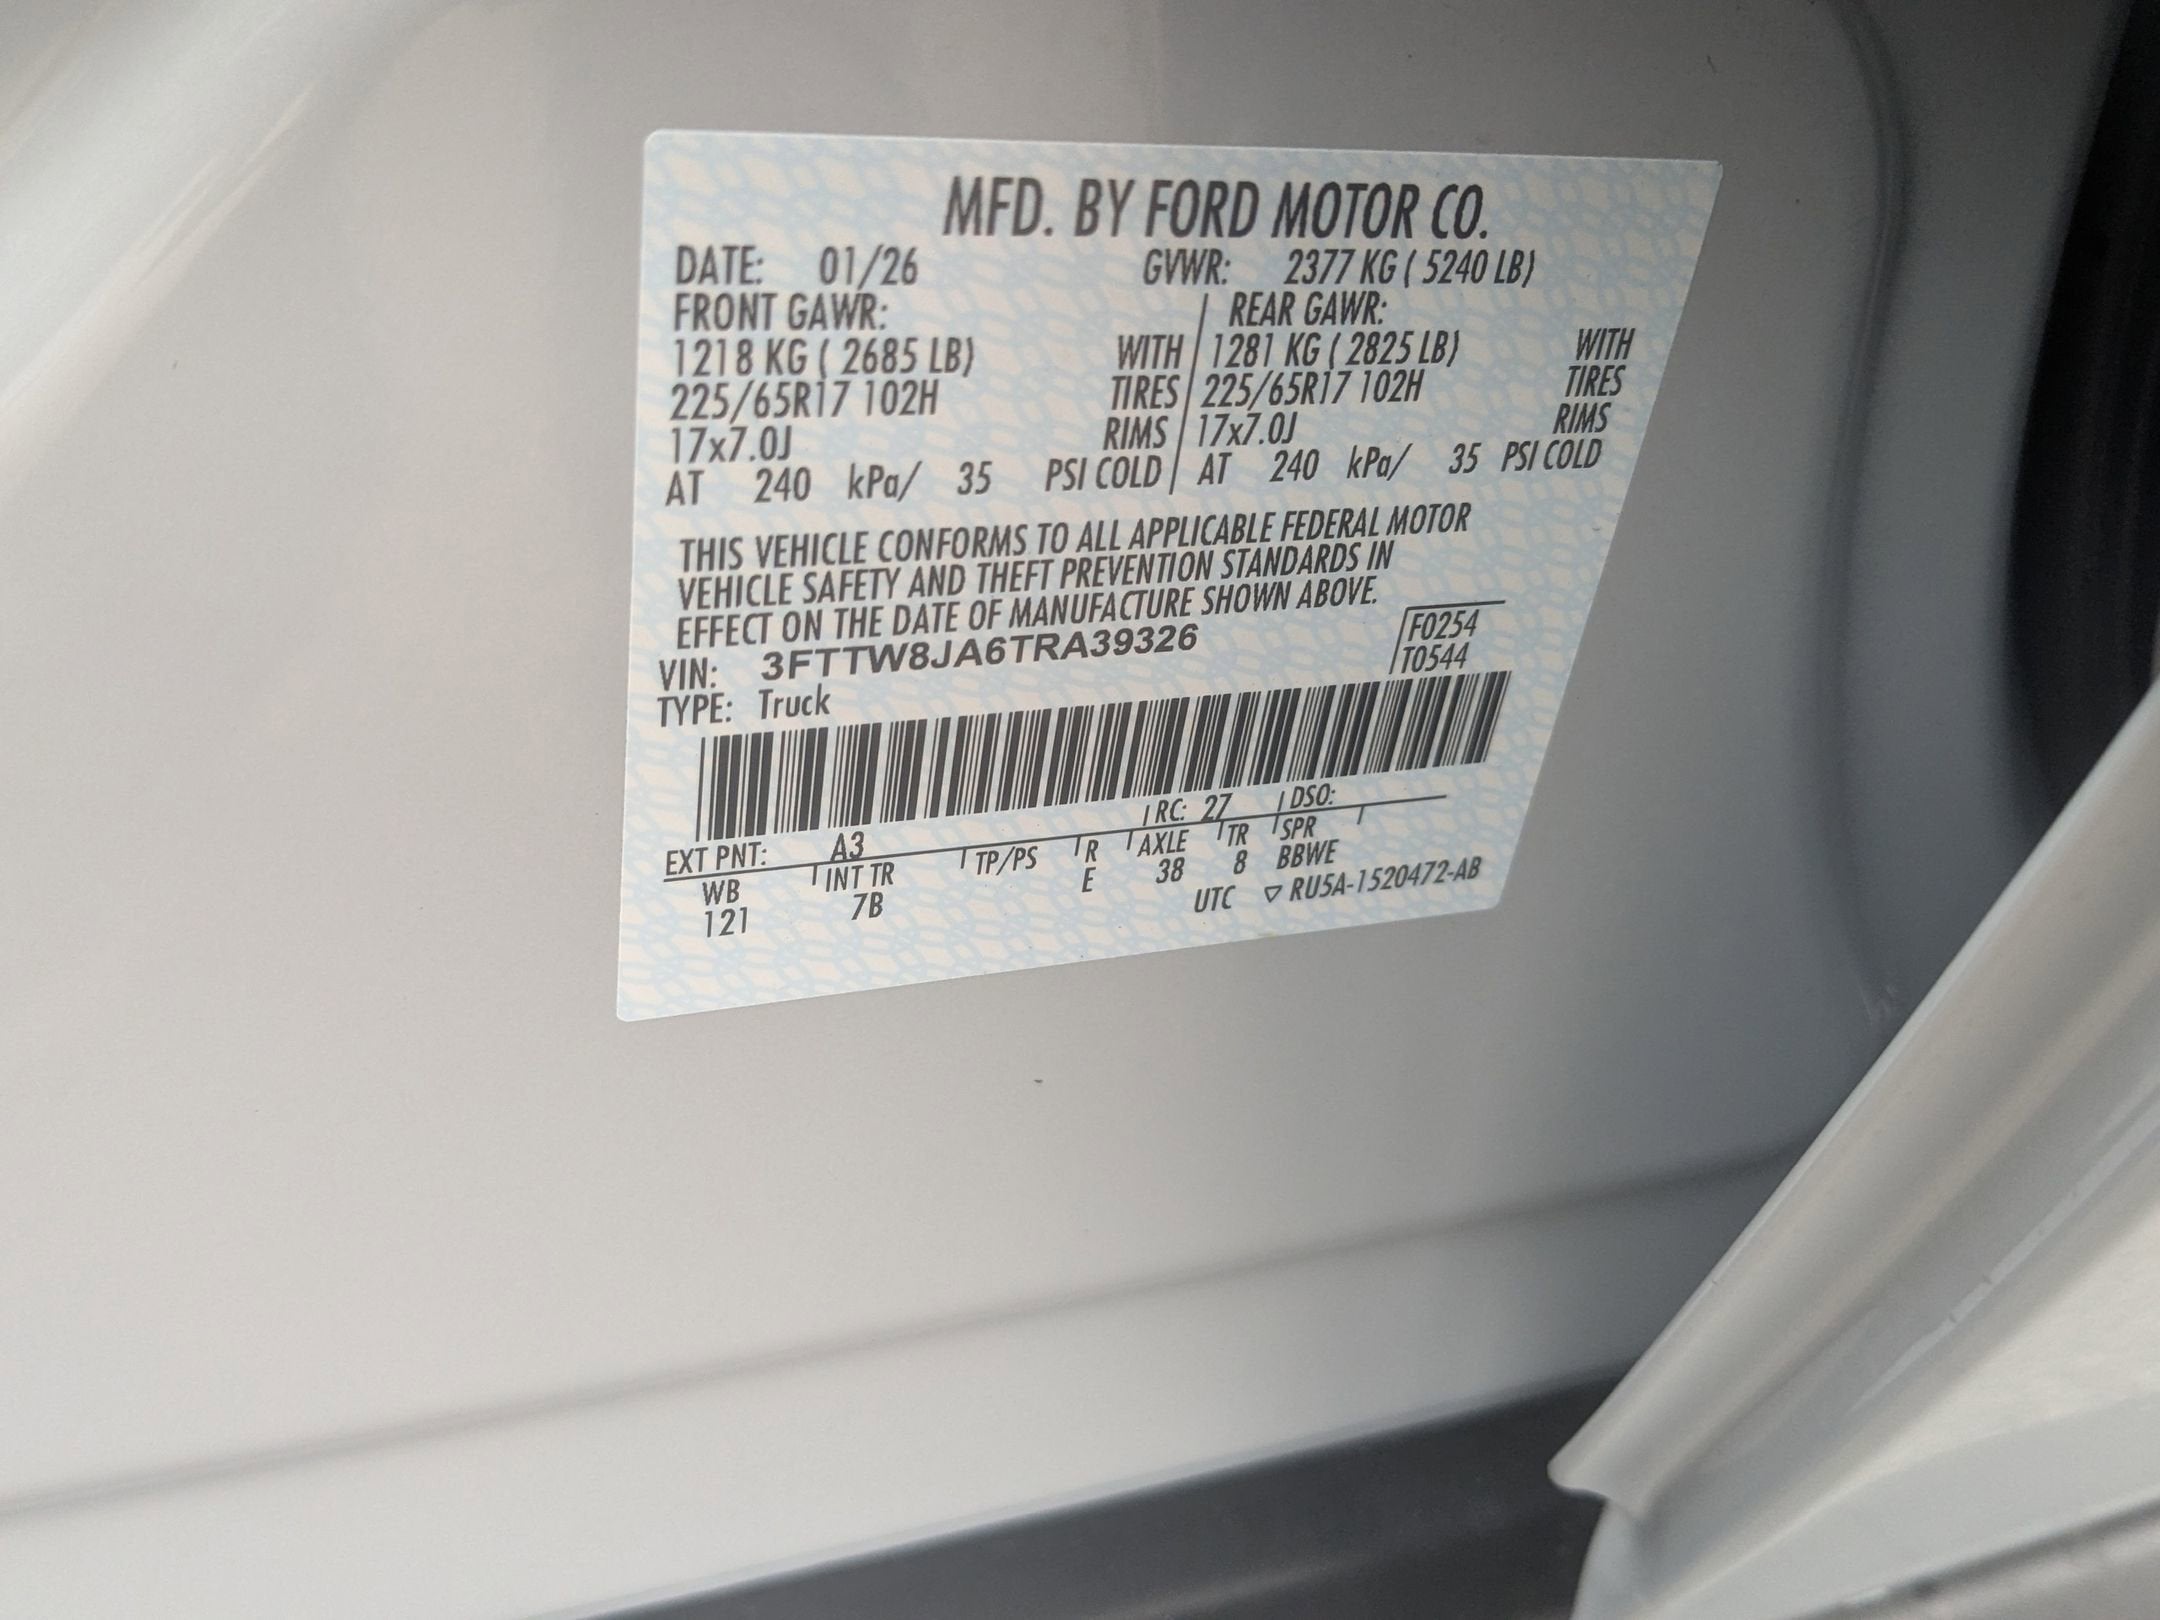 MFD. BY FORD MOTOR CO.
DATE: 01/26 GVWR: 2377 KG ( 5240 LB)
FRONT GAWR: REAR GAWR:
1218 KG ( 2685 LB) WITH 1281 KG ( 2825 LB) WITH
225/65R17 102H TIRES 225/65R17 102H TIRES
17x7.0J RIMS 17x7.0J RIMS
AT 240 kPa/ 35 PSI COLD AT 240 kPa/ 35 PSI COLD
THIS VEHICLE CONFORMS TO ALL APPLICABLE FEDERAL MOTOR
VEHICLE SAFETY AND THEFT PREVENTION STANDARDS IN
EFFECT ON THE DATE OF MANUFACTURE SHOWN ABOVE.
VIN: 3FTTW8JA6TRA39326 F0254
TYPE: Truck T0544
EXT PNT: A3 RC: 27 DSO:
WB INT TR TP/PS R AXLE TR SPR
121 7B E 38 8 BBWE
UTC ▽ RU5A-1520472-AB